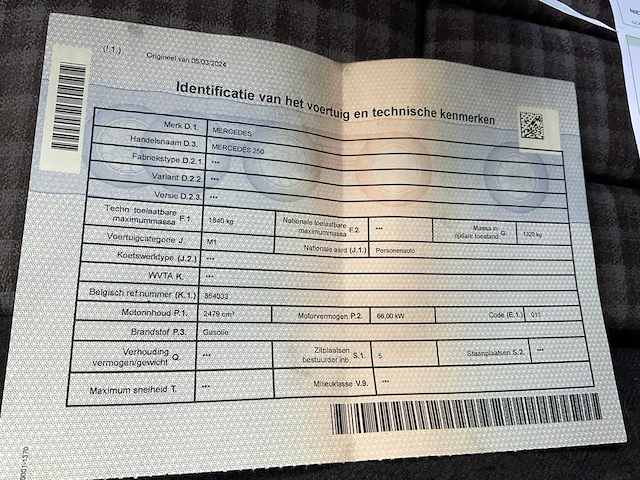 (I.1.) Origineel van 05/03/2024
Identificatie van het voertuig en technische kenmerken
Merk D.1. MERCEDES
Handelsnaam D.3. MERCEDES 250
Fabriekstype D.2.1. ***
Variant D.2.2. ***
Versie D.2.3. ***
Techn. toelaatbare maximummassa F.1. 1840 kg Nationale toelaatbare maximummassa F.2. *** Massa in rijdare toestand G. 1320 kg
Voertuigcategorie J. M1 Nationale aard (J.1.) Personenauto
Koetswerktype (J.2.) ***
WVTA K. ***
Belgisch ref.nummer (K.1.) 854033
Motorinhoud P.1. 2479 cm³ Motorvermogen P.2. 66,00 kW Code (E.1.) 011
Brandstof P.3. Gasolie
Verhouding vermogen/gewicht Q. *** Zitplaatsen bestuurder inb S.1. 5 Staanplaatsen S.2. ***
Maximum snelheid T. *** Milieuklasse V.9. ***